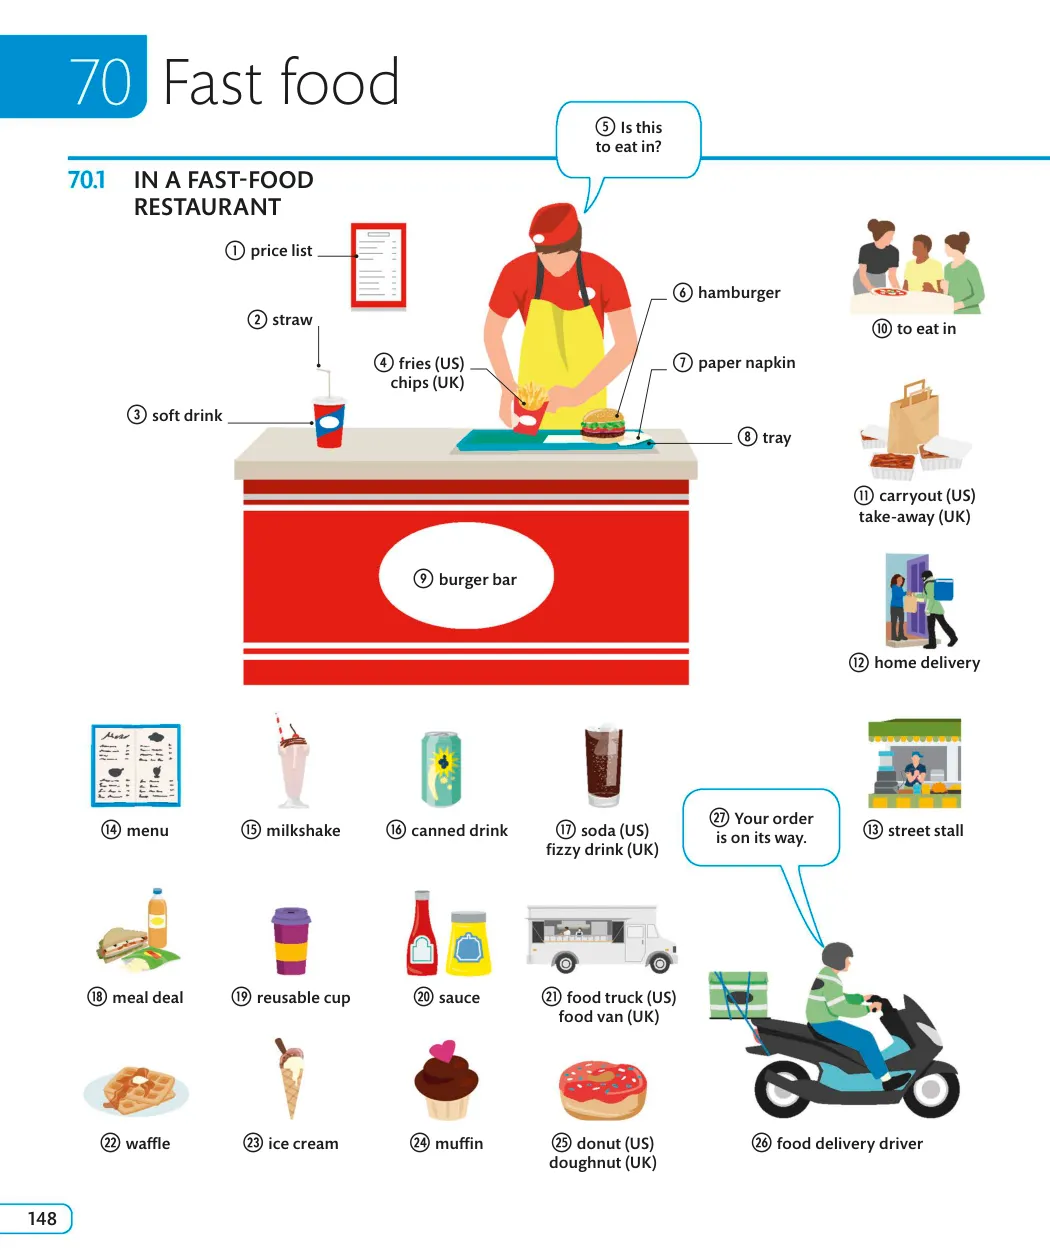 70 Fast food
70.1 IN A FAST-FOOD
RESTAURANT
① price list
② straw
③ soft drink
④ fries (US)
chips (UK)
⑤ Is this
to eat in?
⑥ hamburger
⑦ paper napkin
⑧ tray
⑨ burger bar
⑩ to eat in
⑪ carryout (US)
take-away (UK)
⑫ home delivery
⑬ street stall
⑭ menu
⑮ milkshake
⑯ canned drink
⑰ soda (US)
fizzy drink (UK)
⑱ meal deal
⑲ reusable cup
⑳ sauce
㉑ food truck (US)
food van (UK)
㉒ waffle
㉓ ice cream
㉔ muffin
㉕ donut (US)
doughnut (UK)
㉖ food delivery driver
㉗ Your order
is on its way.
148